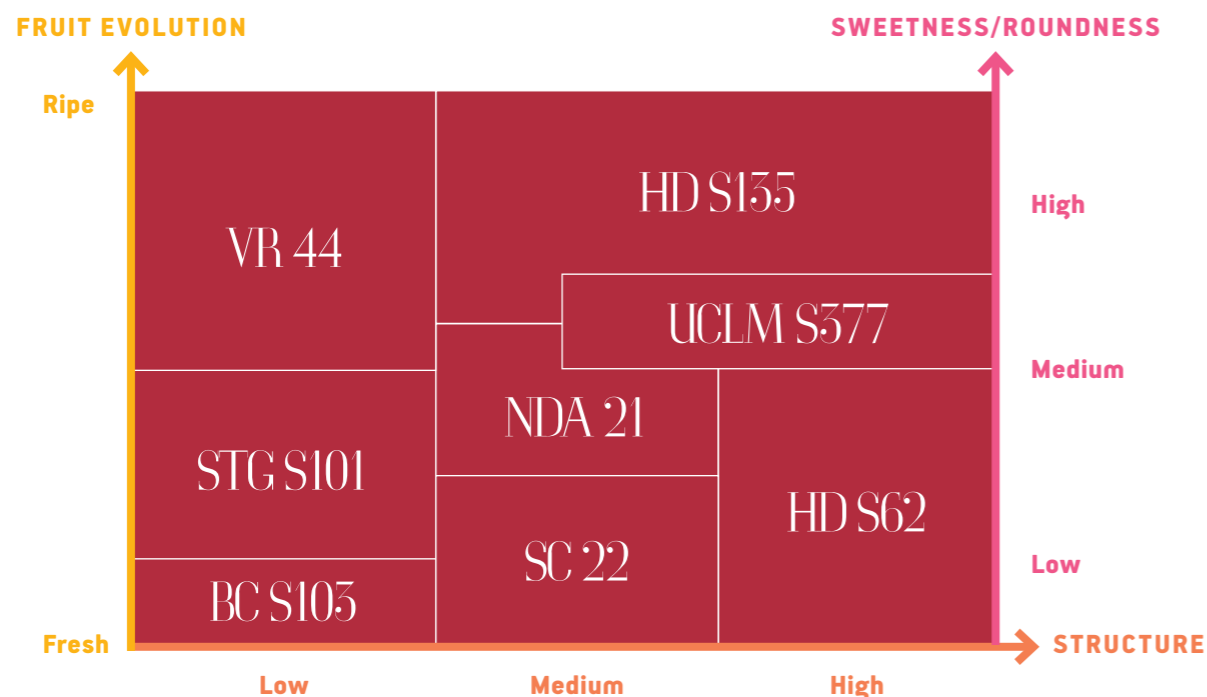 FRUIT EVOLUTION
SWEETNESS/ROUNDNESS
Ripe
HD S135
High
VR 44
UCLM S377
Medium
NDA 21
STG S101
HD S62
SC 22
Low
BC S103
Fresh
STRUCTURE
Low
Medium
High